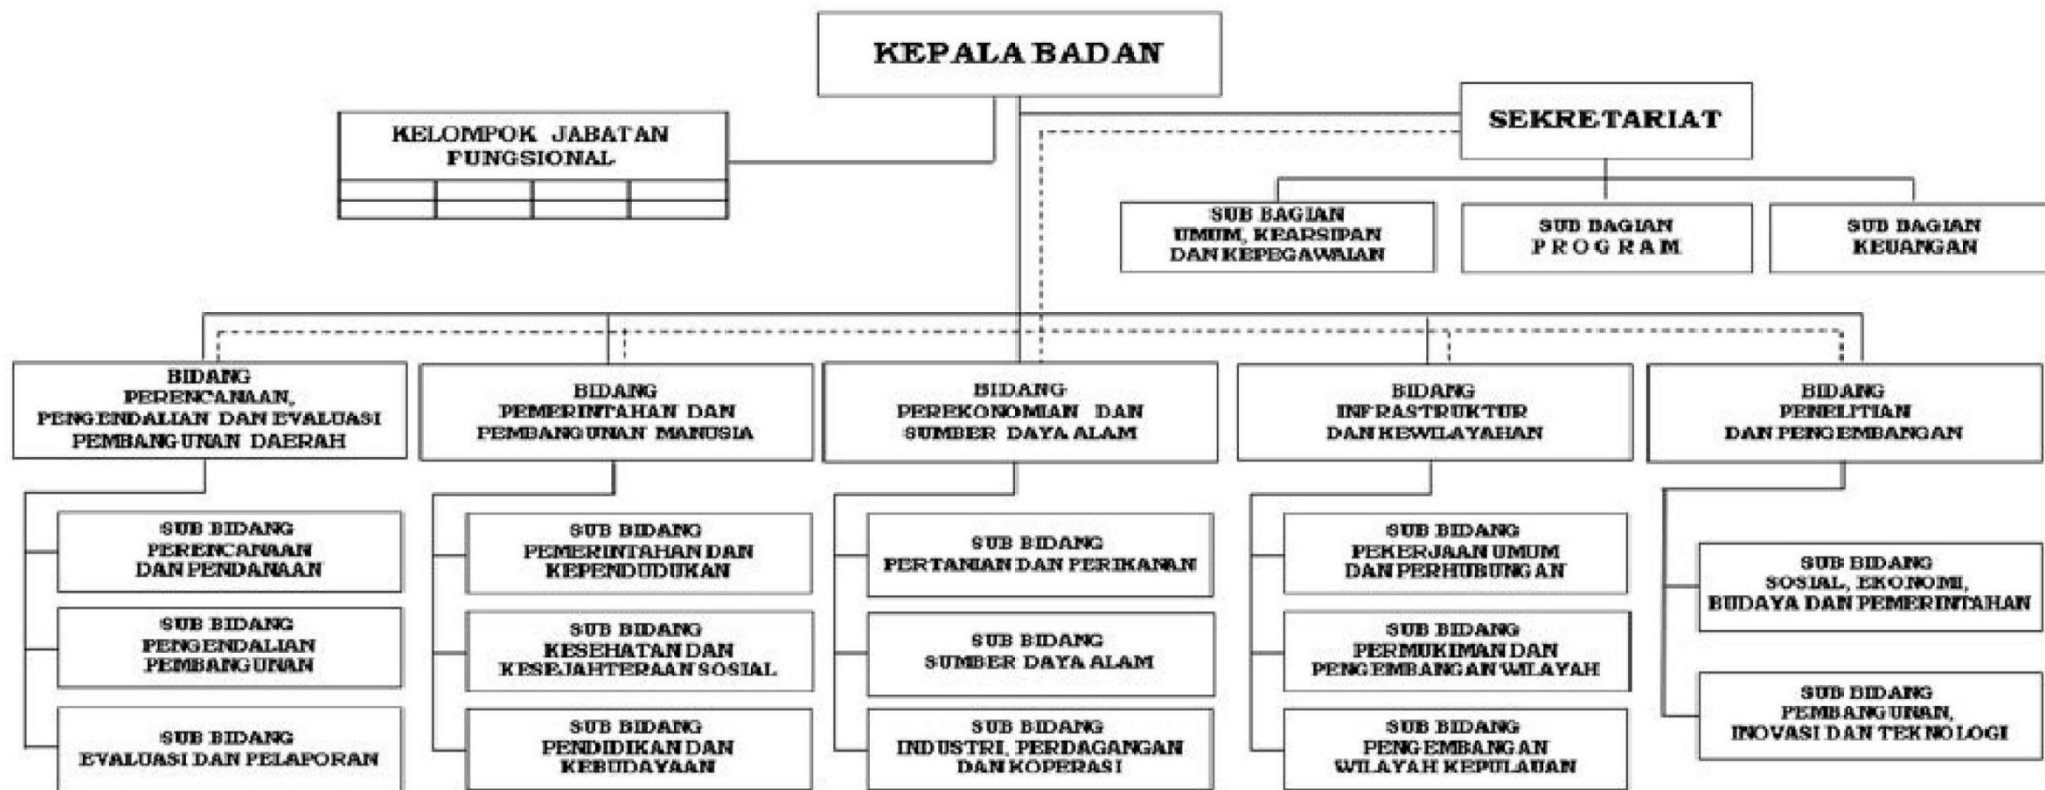 KEPALA BADAN
KELOMPOK JABATAN
FUNGSIONAL
SEKRETARIAT
SUB BAGIAN
UMUM, KEARSIPAN
DAN KEPEGAWAIAN
SUB BAGIAN
PROGRAM
SUB BAGIAN
KEUANGAN
BIDANG
PERENCANAAN,
PENGENDALIAN DAN EVALUASI
PEMBANGUNAN DAERAH
BIDANG
PEMERINTAHAN DAN
PEMBANGUNAN MANUSIA
BIDANG
PEREKONOMIAN DAN
SUMBER DAYA ALAM
BIDANG
INFRASTRUKTUR
DAN KEWILAYAHAN
BIDANG
PENELITIAN
DAN PENGEMBANGAN
SUB BIDANG
PERENCANAAN
DAN PENDANAAN
SUB BIDANG
PENGENDALIAN
PEMBANGUNAN
SUB BIDANG
EVALUASI DAN PELAPORAN
SUB BIDANG
PEMERINTAHAN DAN
KEPENDUDUKAN
SUB BIDANG
KESEHATAN DAN
KESEJAHTERAAN SOSIAL
SUB BIDANG
PENDIDIKAN DAN
KEBUDAYAAN
SUB BIDANG
PERTANIAN DAN PERIKANAN
SUB BIDANG
SUMBER DAYA ALAM
SUB BIDANG
INDUSTRI, PERDAGANGAN
DAN KOPERASI
SUB BIDANG
PEKERJAAN UMUM
DAN PERHUBUNGAN
SUB BIDANG
PERMUKIMAN DAN
PENGEMBANGAN WILAYAH
SUB BIDANG
PENGEMBANGAN
WILAYAH KEPULAUAN
SUB BIDANG
SOSIAL, EKONOMI,
BUDAYA DAN PEMERINTAHAN
SUB BIDANG
PEMBANGUNAN,
INOVASI DAN TEKNOLOGI